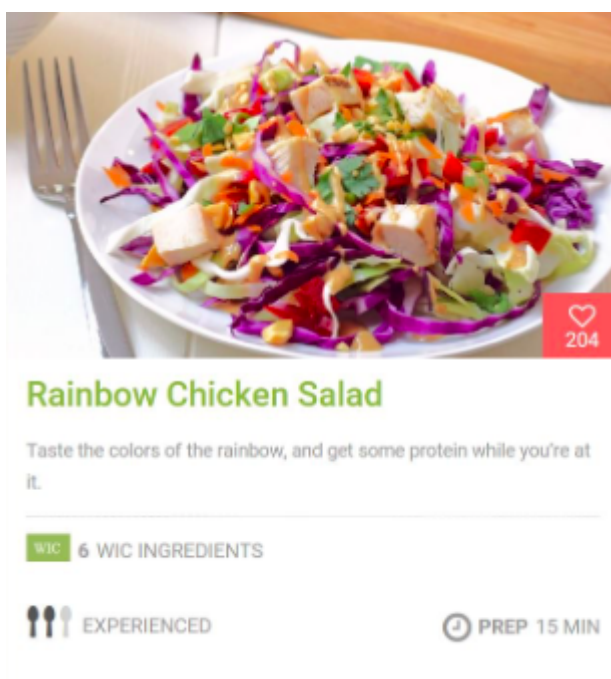 204
Rainbow Chicken Salad
Taste the colors of the rainbow, and get some protein while you're at
it.
WIC 6 WIC INGREDIENTS
EXPERIENCED PREP 15 MIN